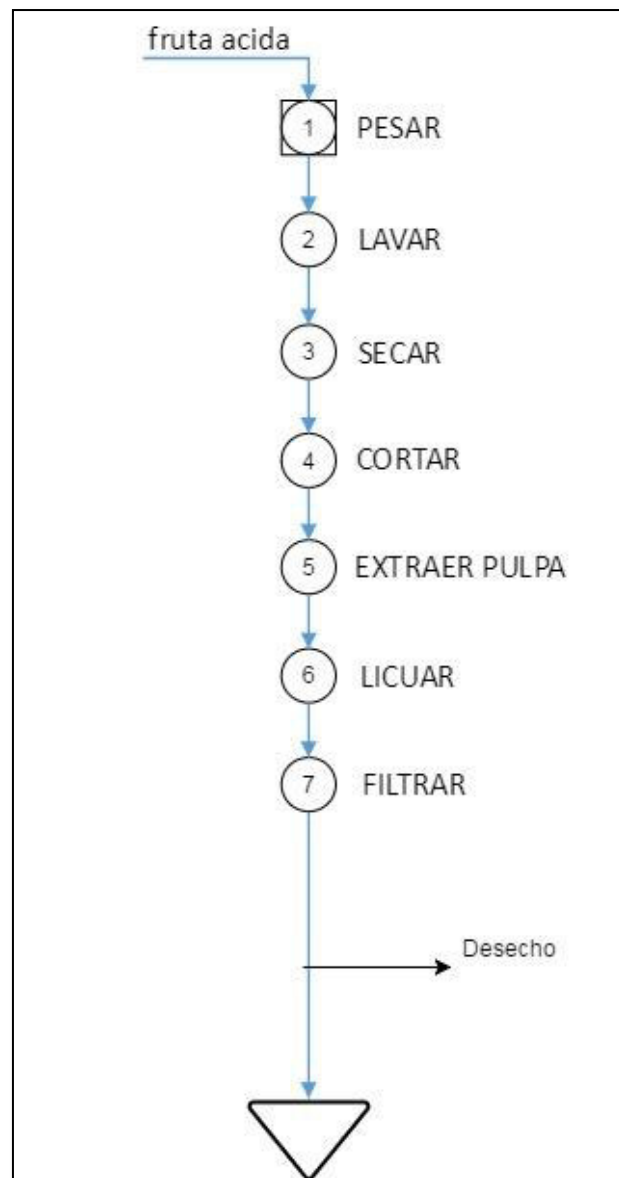 fruta acida
1 PESAR
2 LAVAR
3 SECAR
4 CORTAR
5 EXTRAER PULPA
6 LICUAR
7 FILTRAR
Desecho